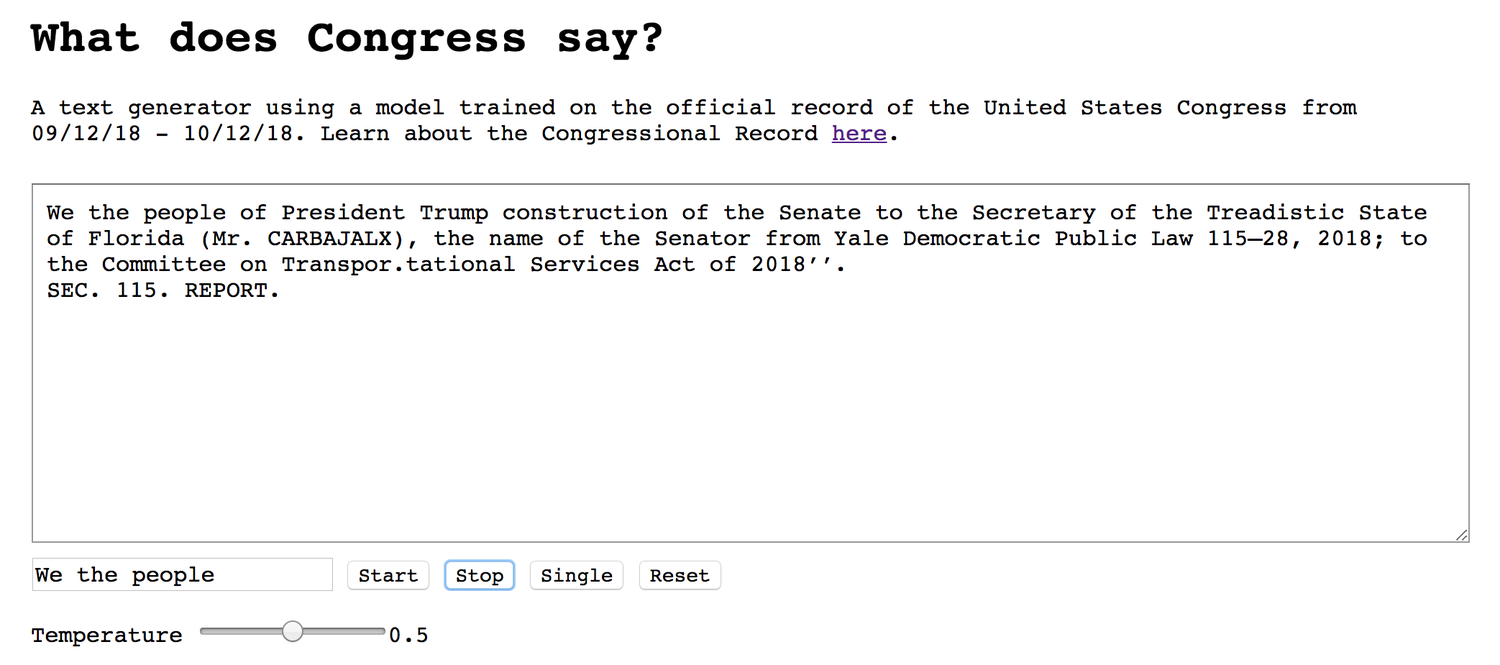 What does Congress say?
A text generator using a model trained on the official record of the United States Congress from
09/12/18 - 10/12/18. Learn about the Congressional Record here.
We the people of President Trump construction of the Senate to the Secretary of the Treadistic State
of Florida (Mr. CARBAJALX), the name of the Senator from Yale Democratic Public Law 115–28, 2018; to
the Committee on Transpor.tational Services Act of 2018’’.
SEC. 115. REPORT.
We the people Start Stop Single Reset
Temperature 0.5